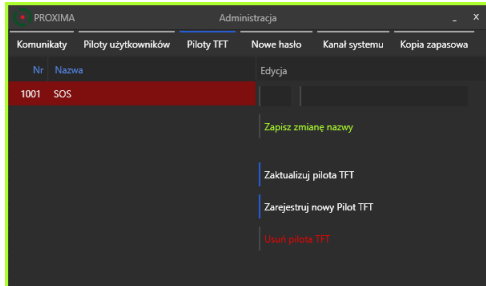 PROXIMA Administracja _ x
Komunikaty Piloty użytkowników Piloty TFT Nowe hasło Kanał systemu Kopia zapasowa
Nr Nazwa Edycja
1001 SOS
Zapisz zmianę nazwy
Zaktualizuj pilota TFT
Zarejestruj nowy Pilot TFT
Usuń pilota TFT